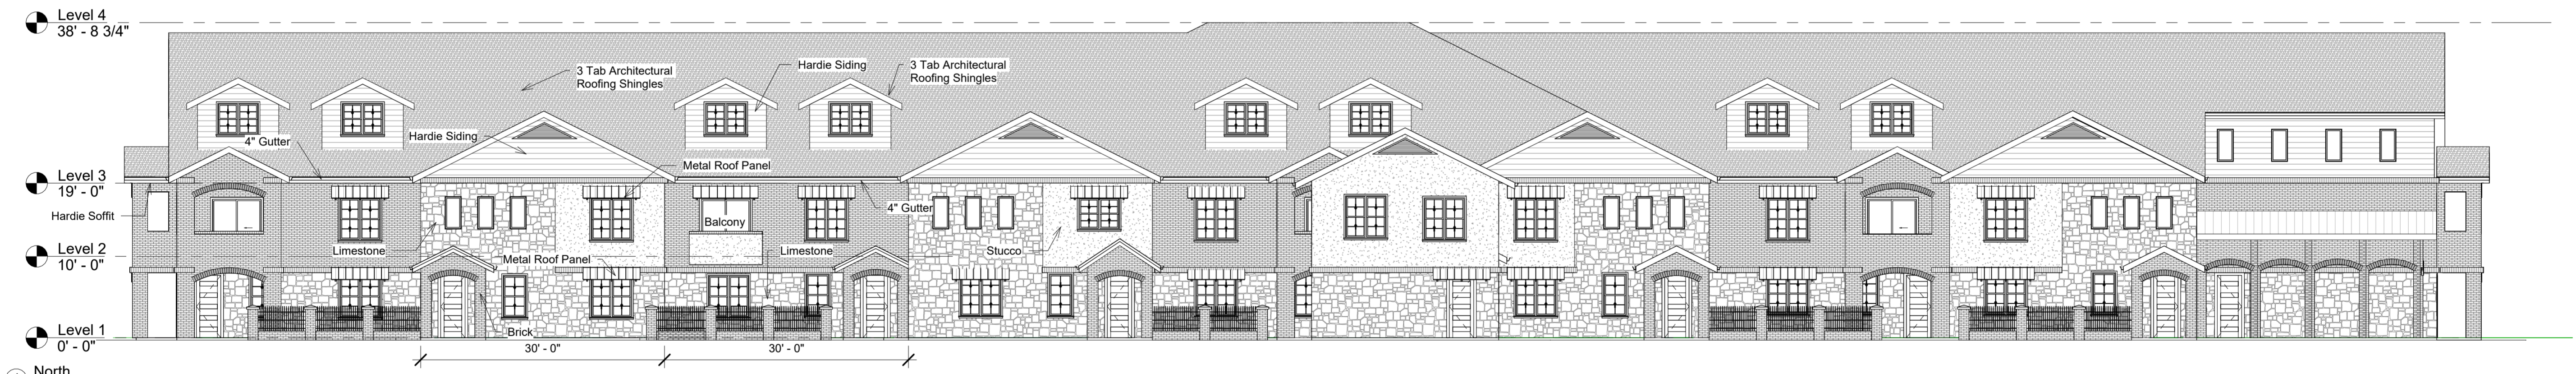 Level 4
38' - 8 3/4"
3 Tab Architectural
Roofing Shingles
Hardie Siding
3 Tab Architectural
Roofing Shingles
4" Gutter
Hardie Siding
Metal Roof Panel
Level 3
19' - 0"
Hardie Soffit
4" Gutter
Balcony
Level 2
10' - 0"
Limestone
Metal Roof Panel
Limestone
Stucco
Level 1
0' - 0"
Brick
30' - 0"
30' - 0"
North